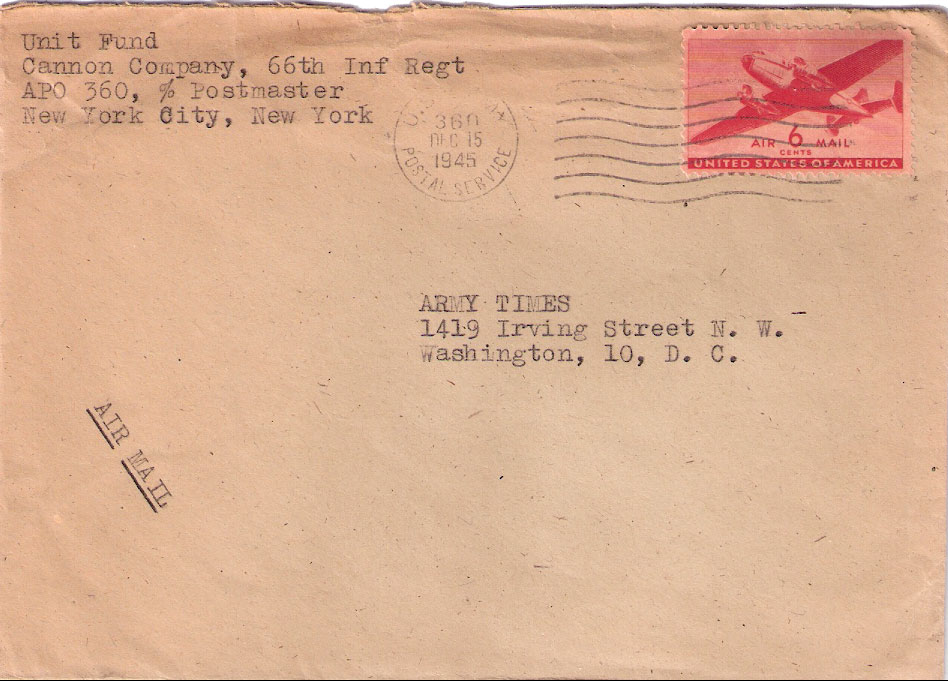 Unit Fund
Cannon Company, 66th Inf Regt
APO 360, % Postmaster
New York City, New York
360
DEC 15
1945
POSTAL SERVICE
AIR 6 MAIL
CENTS
UNITED STATES OF AMERICA
ARMY TIMES
1419 Irving Street N. W.
Washington, 10, D. C.
AIR MAIL